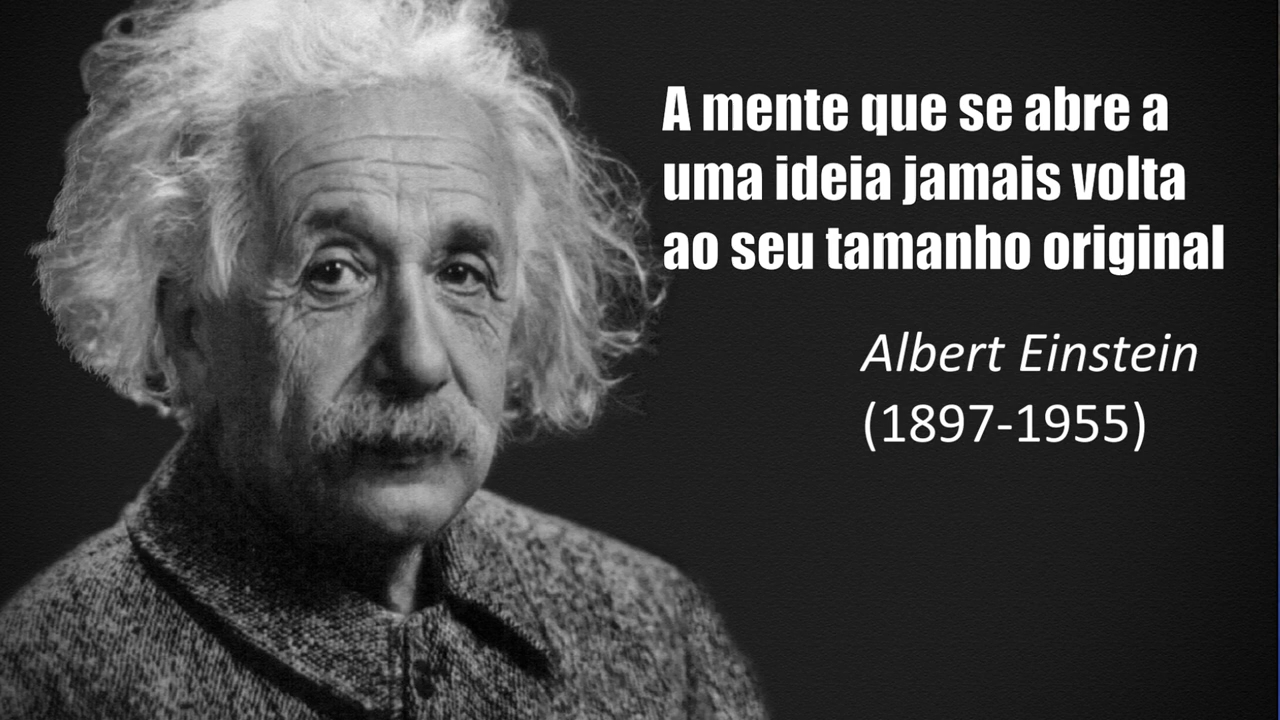 A mente que se abre a
uma ideia jamais volta
ao seu tamanho original
Albert Einstein
(1897-1955)